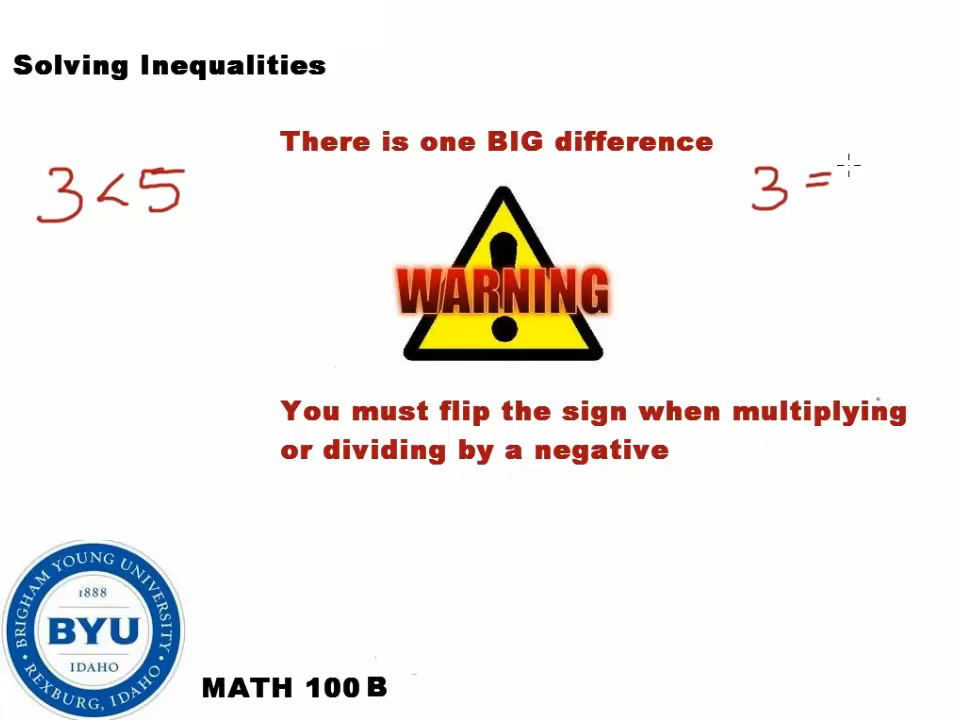 Solving Inequalities
There is one BIG difference
3 < 5
3 =
WARNING
You must flip the sign when multiplying
or dividing by a negative
BRIGHAM YOUNG UNIVERSITY
1888
BYU
IDAHO
REXBURG, IDAHO
MATH 100 B